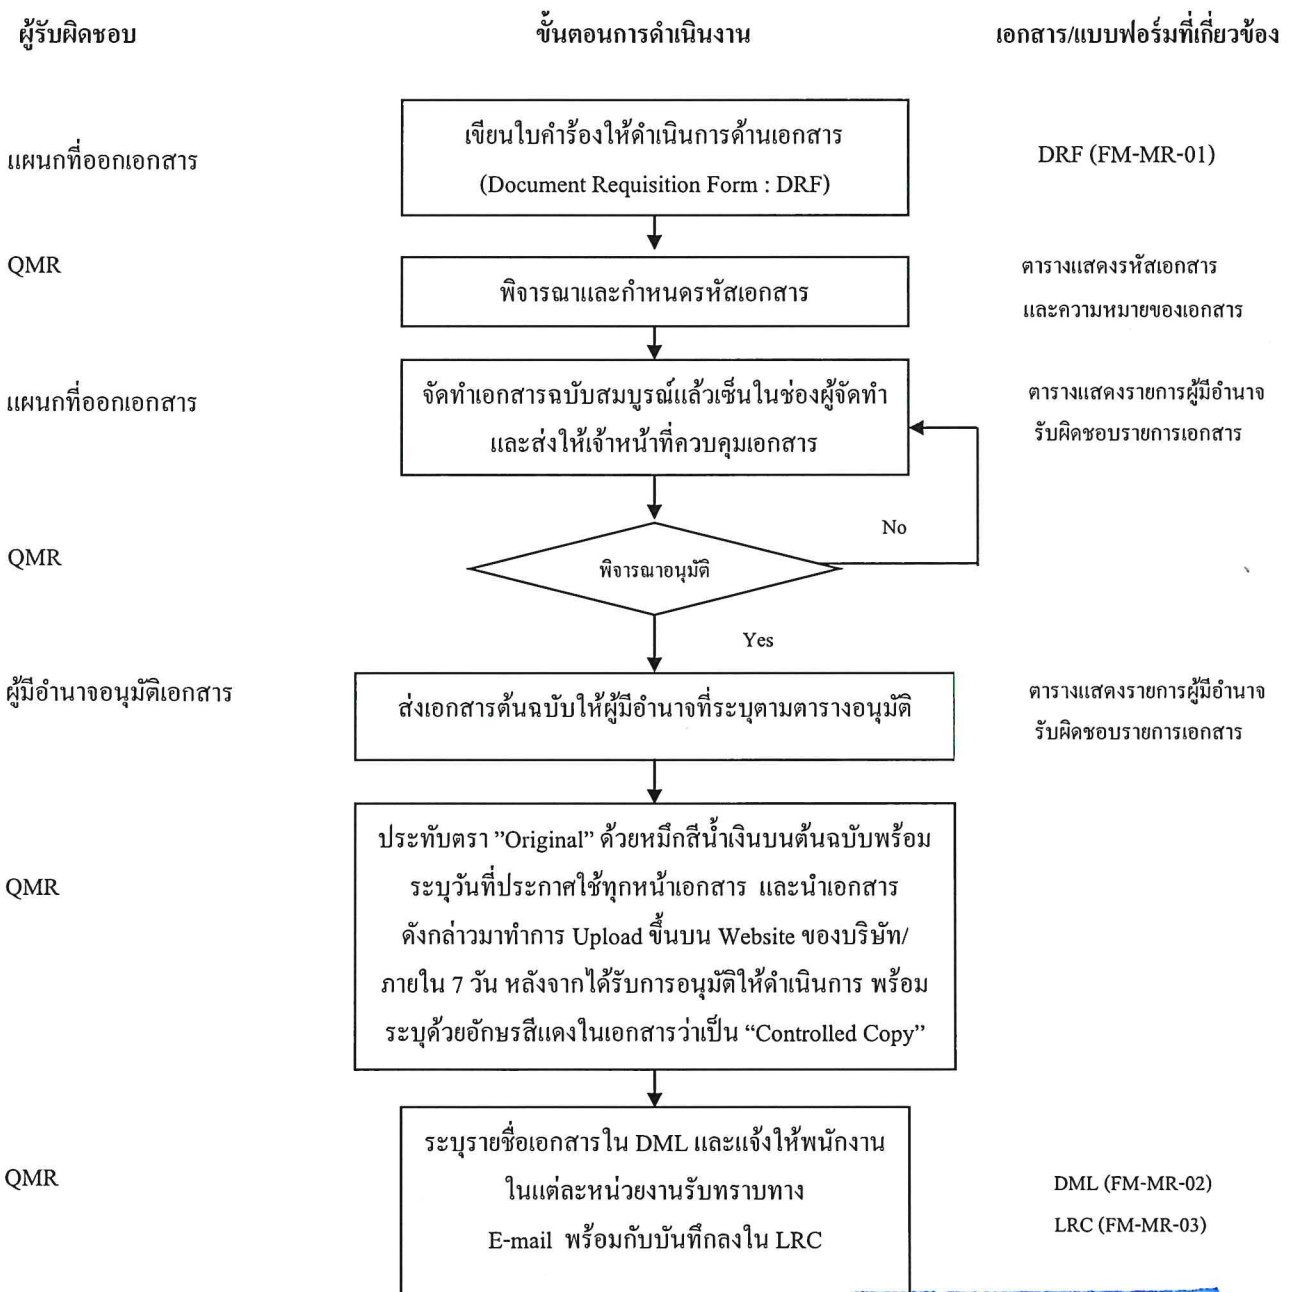 ผู้รับผิดชอบ
ขั้นตอนการดำเนินงาน
เอกสาร/แบบฟอร์มที่เกี่ยวข้อง
แผนกที่ออกเอกสาร
เขียนใบคำร้องให้ดำเนินการด้านเอกสาร
(Document Requisition Form : DRF)
DRF (FM-MR-01)
QMR
พิจารณาและกำหนดรหัสเอกสาร
ตารางแสดงรหัสเอกสาร
และความหมายของเอกสาร
แผนกที่ออกเอกสาร
จัดทำเอกสารฉบับสมบูรณ์แล้วเซ็นในช่องผู้จัดทำ
และส่งให้เจ้าหน้าที่ควบคุมเอกสาร
ตารางแสดงรายการผู้มีอำนาจ
รับผิดชอบรายการเอกสาร
No
QMR
พิจารณาอนุมัติ
Yes
ผู้มีอำนาจอนุมัติเอกสาร
ส่งเอกสารต้นฉบับให้ผู้มีอำนาจที่ระบุตามตารางอนุมัติ
ตารางแสดงรายการผู้มีอำนาจ
รับผิดชอบรายการเอกสาร
QMR
ประทับตรา ”Original” ด้วยหมึกสีน้ำเงินบนต้นฉบับพร้อม
ระบุวันที่ประกาศใช้ทุกหน้าเอกสาร และนำเอกสาร
ดังกล่าวมาทำการ Upload ขึ้นบน Website ของบริษัท/
ภายใน 7 วัน หลังจากได้รับการอนุมัติให้ดำเนินการ พร้อม
ระบุด้วยอักษรสีแดงในเอกสารว่าเป็น “Controlled Copy”
QMR
ระบุรายชื่อเอกสารใน DML และแจ้งให้พนักงาน
ในแต่ละหน่วยงานรับทราบทาง
E-mail พร้อมกับบันทึกลงใน LRC
DML (FM-MR-02)
LRC (FM-MR-03)